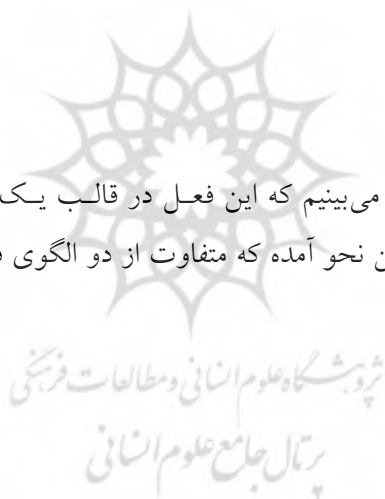 می‌بینیم که این فعل در قالب یک
ن نحو آمده که متفاوت از دو الگوی
پژوهشگاه علوم انسانی و مطالعات فرهنگی
پرتال جامع علوم انسانی